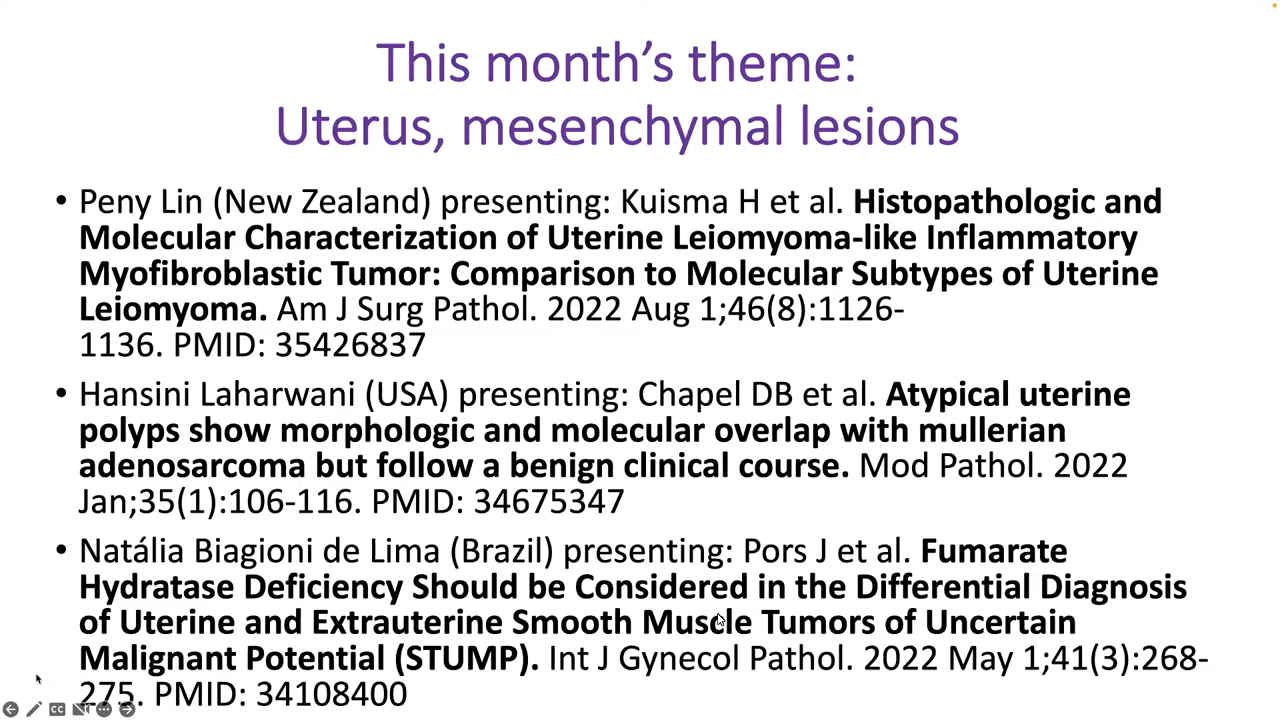 This month’s theme:
Uterus, mesenchymal lesions
• Peny Lin (New Zealand) presenting: Kuisma H et al. Histopathologic and
Molecular Characterization of Uterine Leiomyoma-like Inflammatory
Myofibroblastic Tumor: Comparison to Molecular Subtypes of Uterine
Leiomyoma. Am J Surg Pathol. 2022 Aug 1;46(8):1126-
1136. PMID: 35426837
• Hansini Laharwani (USA) presenting: Chapel DB et al. Atypical uterine
polyps show morphologic and molecular overlap with mullerian
adenosarcoma but follow a benign clinical course. Mod Pathol. 2022
Jan;35(1):106-116. PMID: 34675347
• Natália Biagioni de Lima (Brazil) presenting: Pors J et al. Fumarate
Hydratase Deficiency Should be Considered in the Differential Diagnosis
of Uterine and Extrauterine Smooth Muscle Tumors of Uncertain
Malignant Potential (STUMP). Int J Gynecol Pathol. 2022 May 1;41(3):268-
275. PMID: 34108400